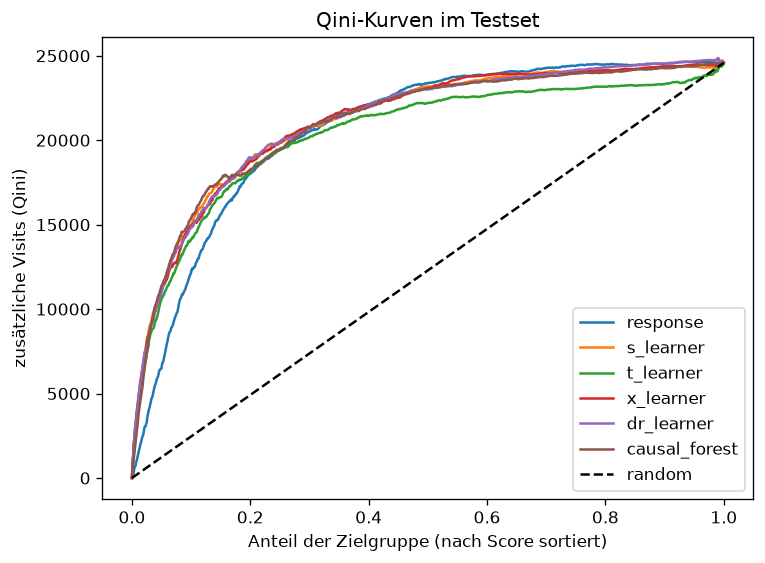 Qini-Kurven im Testset
zusätzliche Visits (Qini)
25000
20000
15000
10000
5000
0
0.0 0.2 0.4 0.6 0.8 1.0
Anteil der Zielgruppe (nach Score sortiert)
response
s_learner
t_learner
x_learner
dr_learner
causal_forest
random